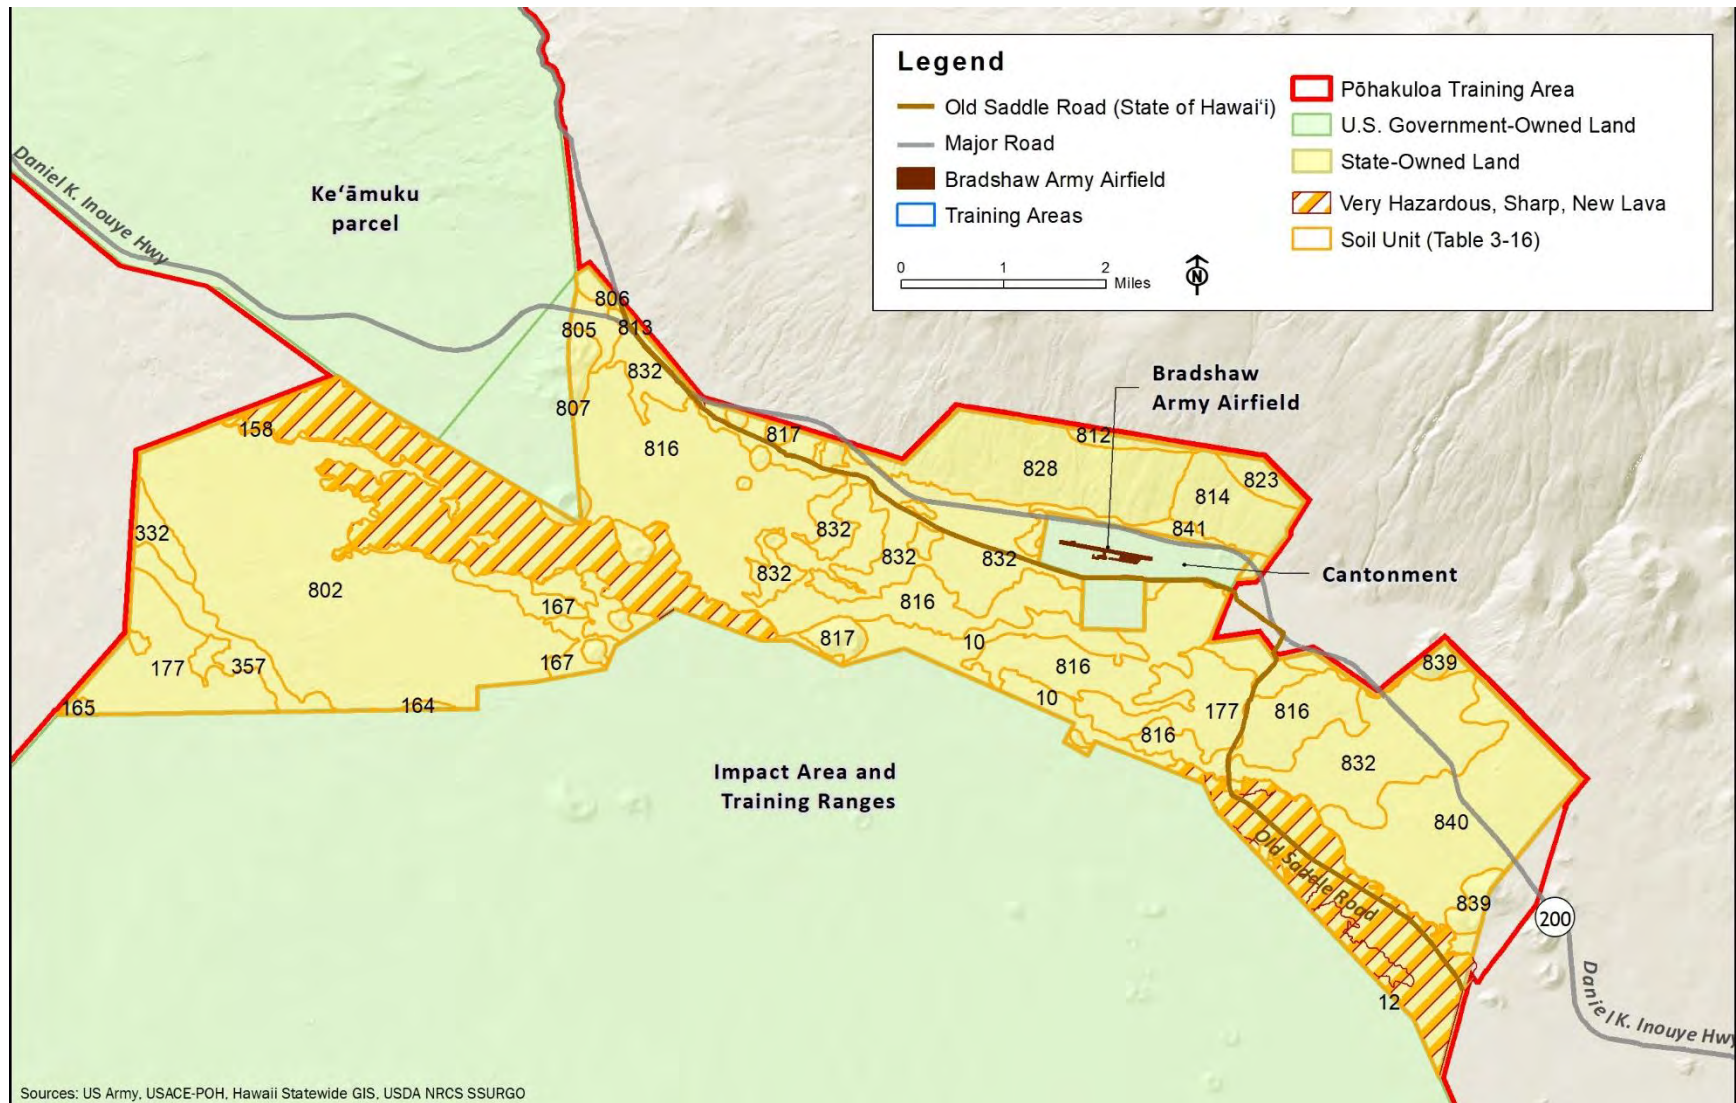 Legend
Old Saddle Road (State of Hawaiʻi)
Major Road
Bradshaw Army Airfield
Training Areas
0 1 2
Miles
N
Pōhakuloa Training Area
U.S. Government-Owned Land
State-Owned Land
Very Hazardous, Sharp, New Lava
Soil Unit (Table 3-16)
Daniel K. Inouye Hwy
Keʻāmuku
parcel
806
805
813
832
807
816
817
158
812
828
823
814
841
Bradshaw
Army Airfield
Cantonment
332
802
832
832
832
832
816
167
817
10
816
167
10
177
357
165
164
816
177
816
839
832
840
839
Impact Area and
Training Ranges
Old Saddle Road
12
200
Daniel K. Inouye Hwy
Sources: US Army, USACE-POH, Hawaii Statewide GIS, USDA NRCS SSURGO